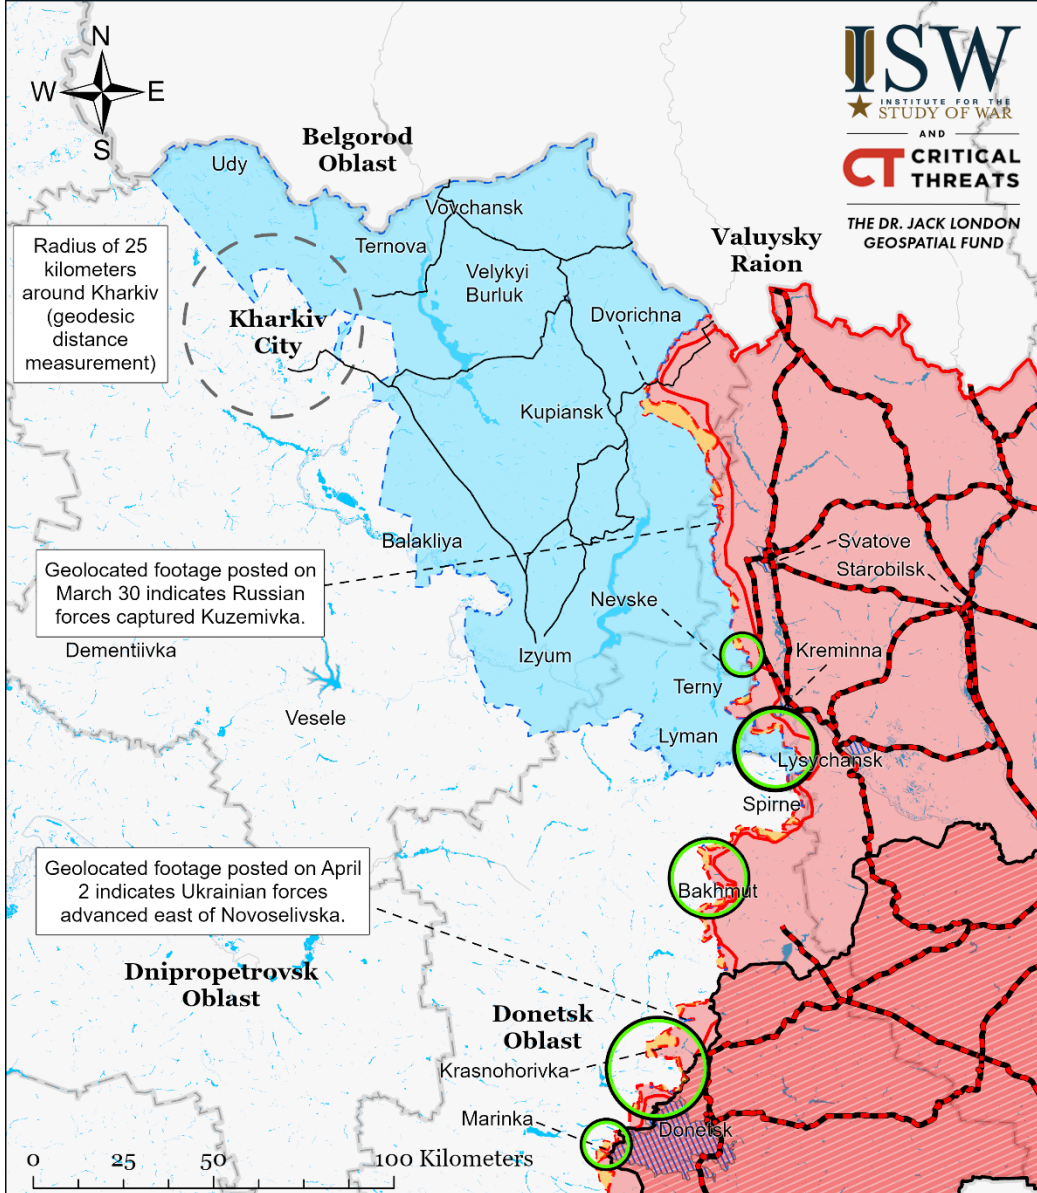 N
W
E
S
ISW
INSTITUTE FOR THE
STUDY OF WAR
AND
CT CRITICAL
THREATS
THE DR. JACK LONDON
GEOSPATIAL FUND
Belgorod
Oblast
Udy
Vovchansk
Ternova
Valuysky
Raion
Radius of 25
kilometers
around Kharkiv
(geodesic
distance
measurement)
Velykyi
Burluk
Kharkiv
City
Dvorichna
Kupiansk
Balakliya
Svatove
Starobilsk
Geolocated footage posted on
March 30 indicates Russian
forces captured Kuzemivka.
Nevske
Dementiivka
Izyum
Kreminna
Terny
Vesele
Lyman
Lysychansk
Spirne
Geolocated footage posted on April
2 indicates Ukrainian forces
advanced east of Novoselivska.
Bakhmut
Dnipropetrovsk
Oblast
Donetsk
Oblast
Krasnohorivka
Marinka
Donetsk
0 25 50 100 Kilometers